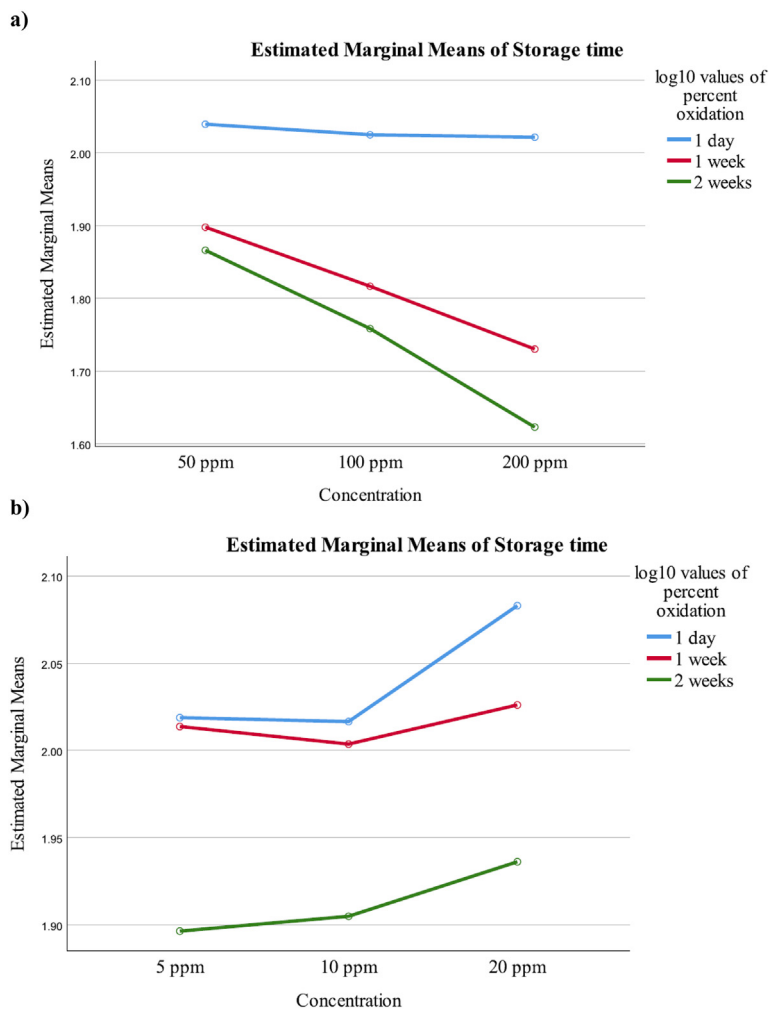 a)
Estimated Marginal Means of Storage time
log10 values of
percent
oxidation
1 day
1 week
2 weeks
Estimated Marginal Means
2.10
2.00
1.90
1.80
1.70
1.60
50 ppm
100 ppm
200 ppm
Concentration
b)
Estimated Marginal Means of Storage time
log10 values of
percent
oxidation
1 day
1 week
2 weeks
Estimated Marginal Means
2.10
2.05
2.00
1.95
1.90
5 ppm
10 ppm
20 ppm
Concentration